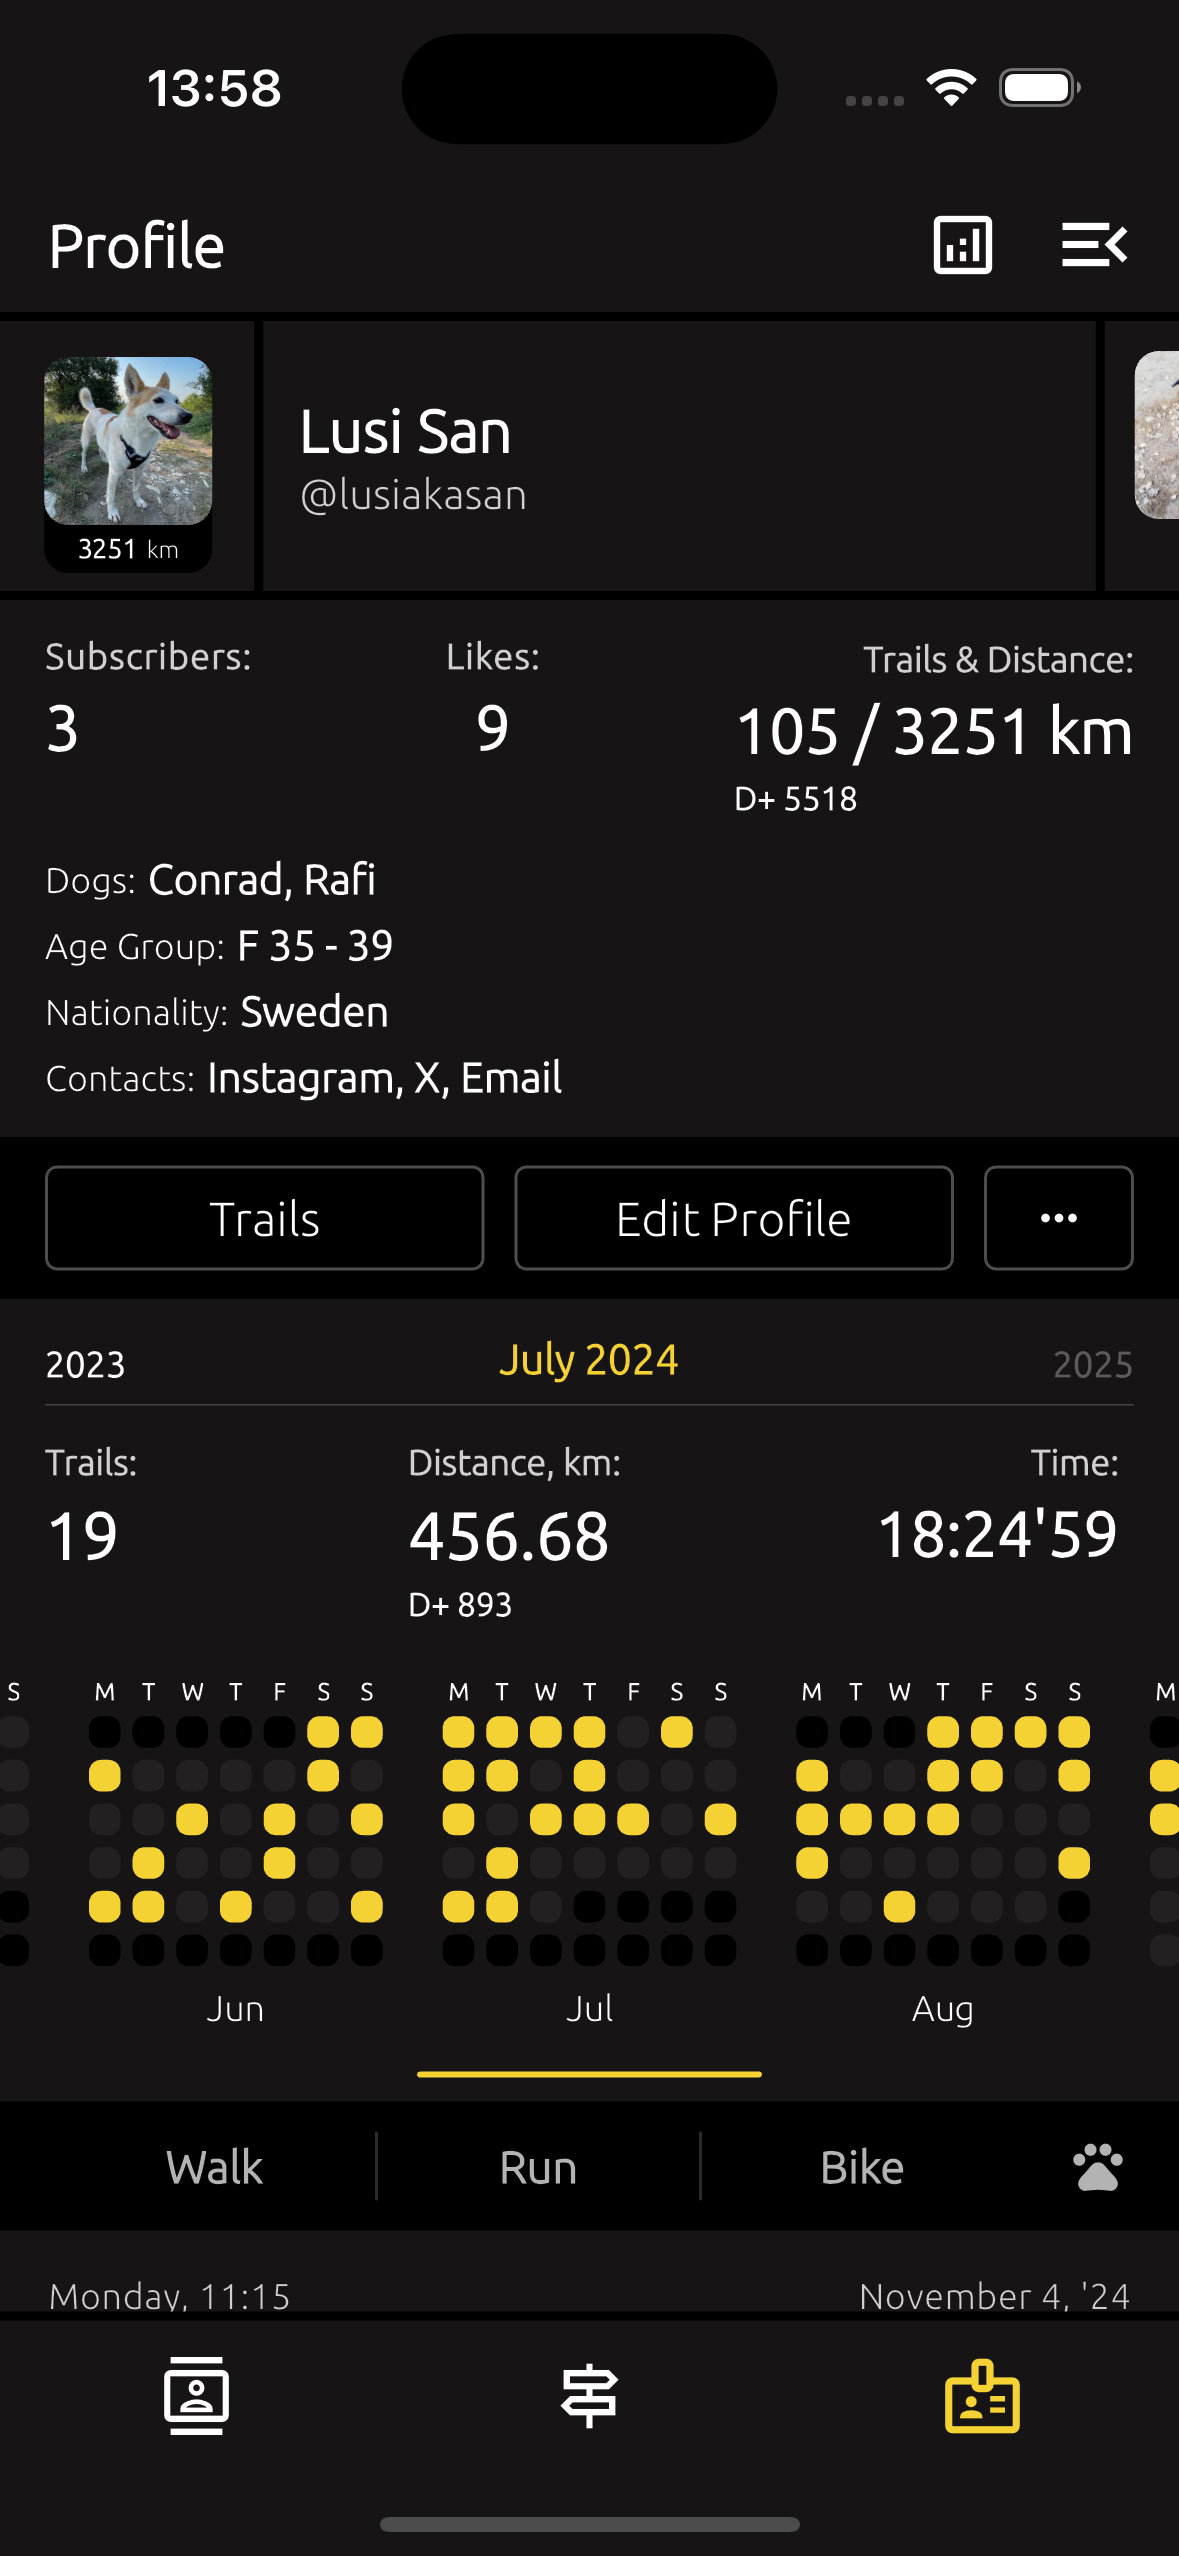 13:58
Profile
Lusi San
@lusiakasan
3251 km
Subscribers: Likes: Trails & Distance:
3 9 105 / 3251 km
D+ 5518
Dogs: Conrad, Rafi
Age Group: F 35 - 39
Nationality: Sweden
Contacts: Instagram, X, Email
Trails Edit Profile ...
2023 July 2024 2025
Trails: Distance, km: Time:
19 456.68 18:24'59
D+ 893
S M T W T F S S M T W T F S S M T W T F S S M
Jun Jul Aug
Walk Run Bike
Monday, 11:15 November 4, '24